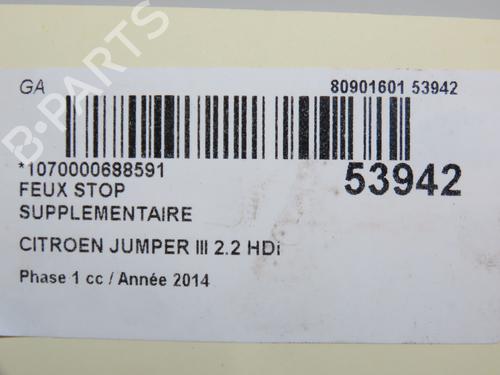 GA
80901601 53942
*1070000688591
53942
FEUX STOP
SUPPLEMENTAIRE
CITROEN JUMPER III 2.2 HDi
Phase 1 cc / Année 2014
B-PARTS